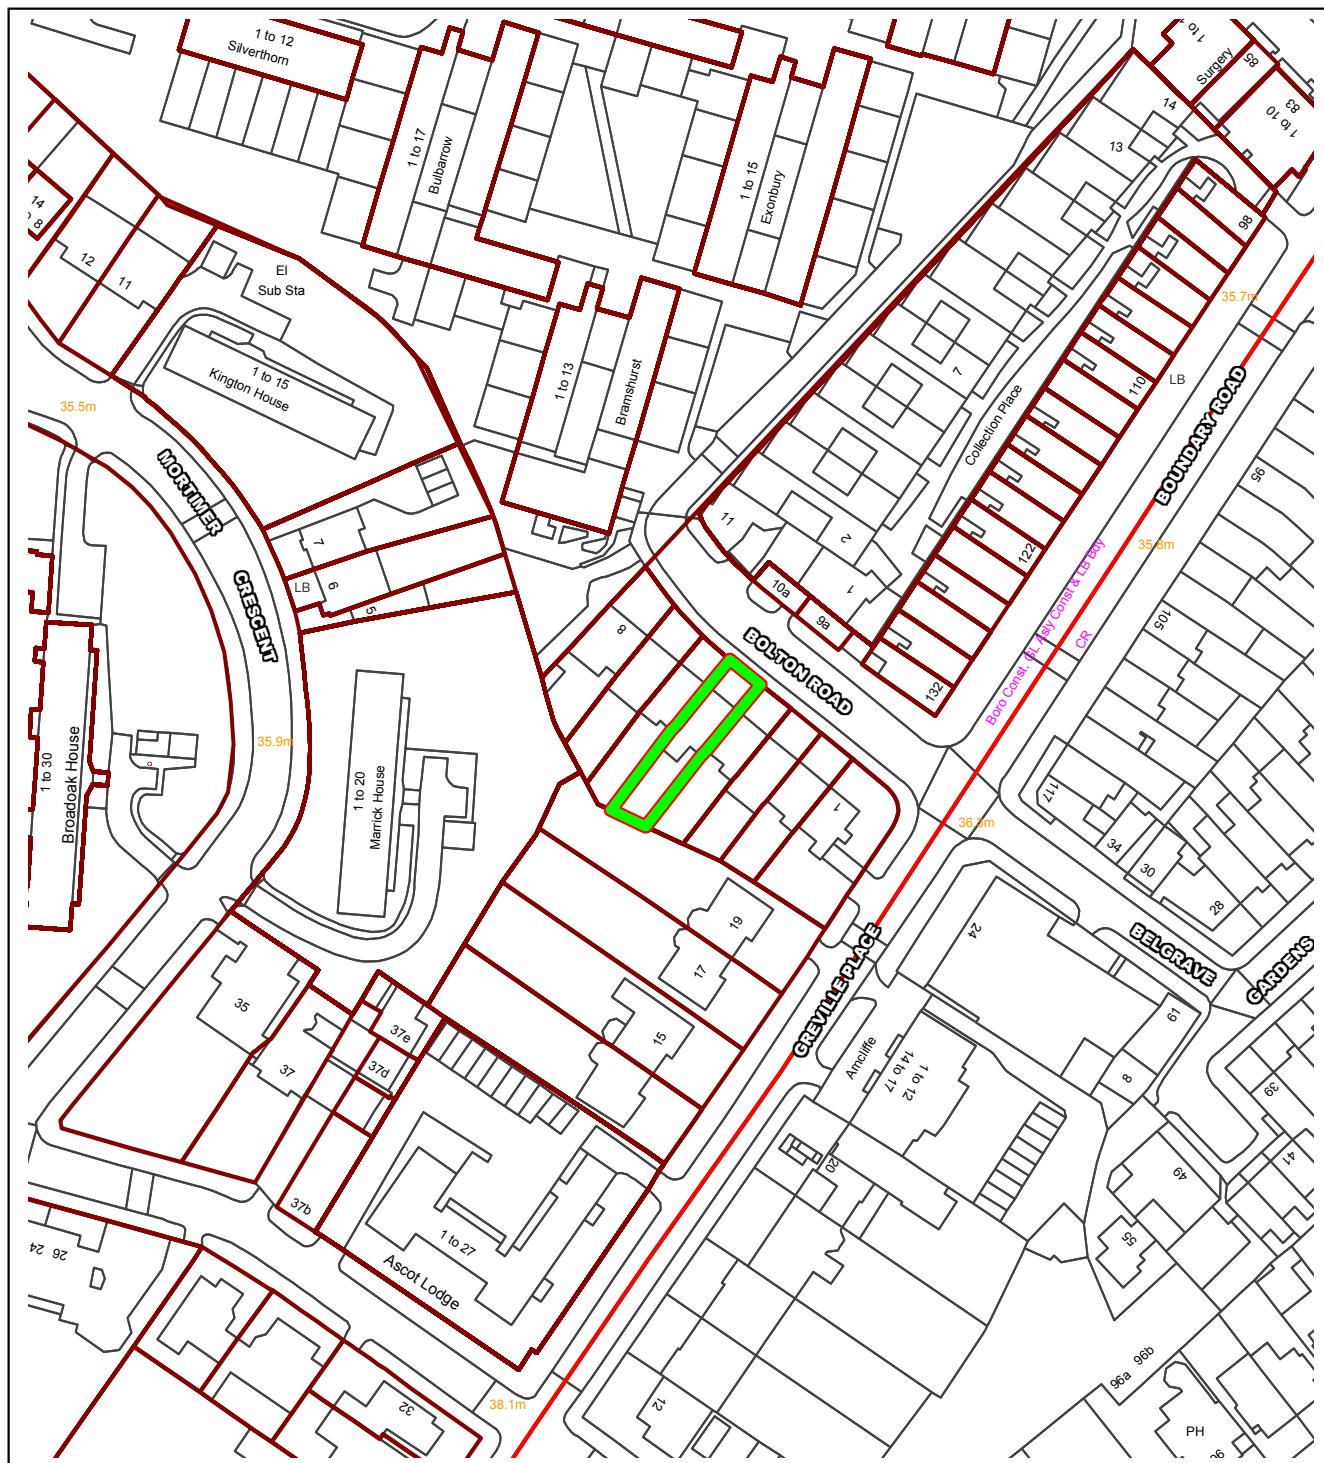 1 to 12
Silverthorn
1 to 17
Bulbarrow
1 to 15
Exonbury
1 to
Surgery
85
83
1 to 10
14
13
98
14
to 8
12
11
El
Sub Sta
1 to 15
Kington House
35.5m
35.7m
1 to 13
Bramshurst
7
Collection Place
110
LB
BOUNDARY ROAD
95
MORTIMER
CRESCENT
7
6
5
LB
11
2
1
10a
9a
122
132
35.8m
Boro Const, GL Asly Const & LB Bdy
CR
105
8
BOLTON ROAD
1 to 30
Broadoak House
35.9m
1 to 20
Marrick House
1
117
36.3m
34
30
28
19
17
15
24
BELGRAVE
GARDENS
GREVILLE PLACE
35
37
37e
37d
37b
Arncliffe
14 to 17
1 to 12
61
8
39
41
49
55
20
1 to 27
Ascot Lodge
26
24
32
38.1m
12
96a
96b
PH
96